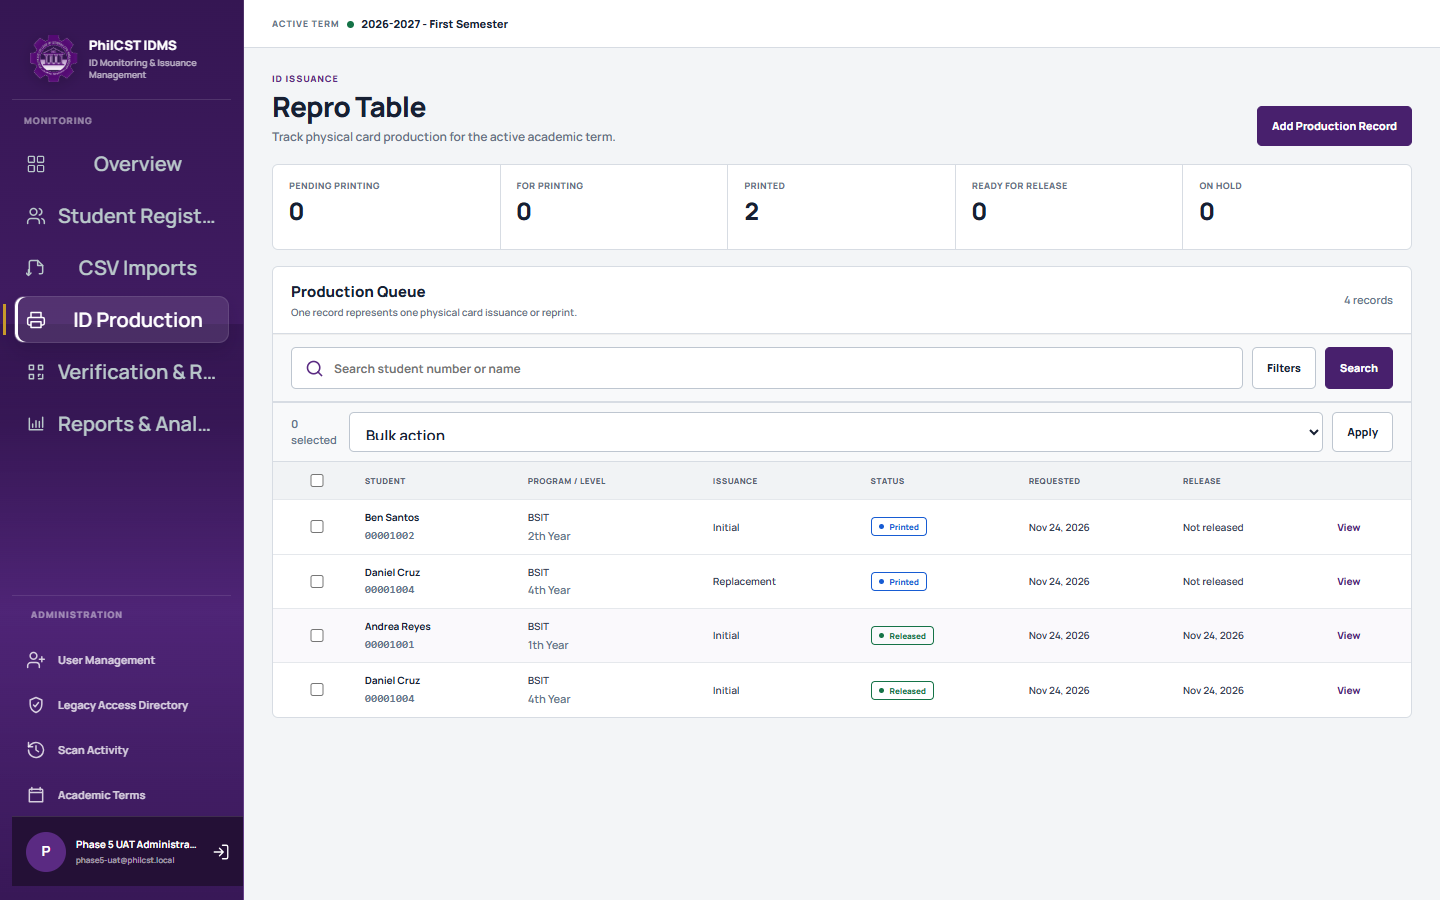 PhilCST IDMS
ID Monitoring & Issuance
Management
MONITORING
Overview
Student Regist...
CSV Imports
ID Production
Verification & R...
Reports & Anal...
ADMINISTRATION
User Management
Legacy Access Directory
Scan Activity
Academic Terms
P
Phase 5 UAT Administra...
phase5-uat@philcst.local
ACTIVE TERM 2026-2027 - First Semester
ID ISSUANCE
Repro Table
Track physical card production for the active academic term.
Add Production Record
PENDING PRINTING FOR PRINTING PRINTED READY FOR RELEASE ON HOLD
0 0 2 0 0
Production Queue
One record represents one physical card issuance or reprint.
4 records
Search student number or name Filters Search
0
selected
Bulk action Apply
STUDENT PROGRAM / LEVEL ISSUANCE STATUS REQUESTED RELEASE
Ben Santos BSIT
00001002 2th Year
Initial Printed Nov 24, 2026 Not released View
Daniel Cruz BSIT
00001004 4th Year
Replacement Printed Nov 24, 2026 Not released View
Andrea Reyes BSIT
00001001 1th Year
Initial Released Nov 24, 2026 Nov 24, 2026 View
Daniel Cruz BSIT
00001004 4th Year
Initial Released Nov 24, 2026 Nov 24, 2026 View